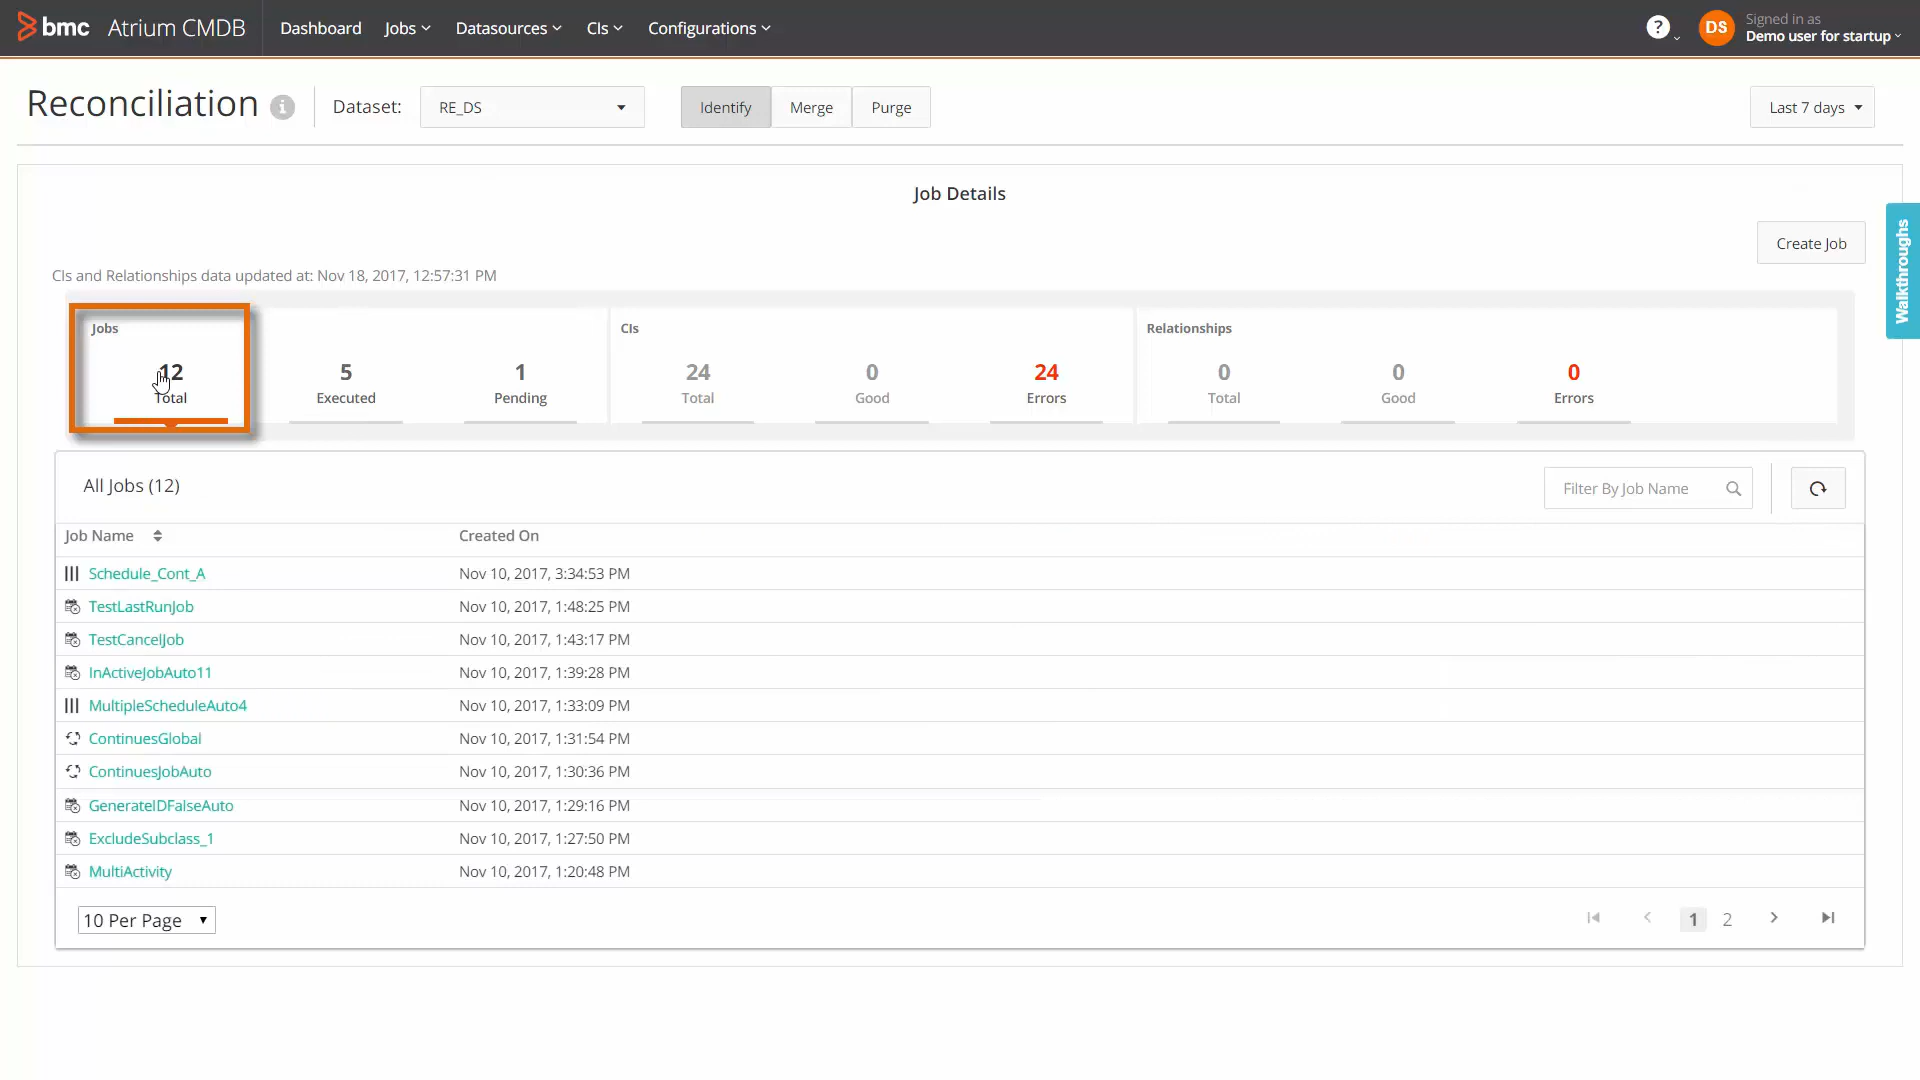 bmc Atrium CMDB Dashboard Jobs Datasources CIs Configurations ? DS Signed in as
Demo user for startup
Reconciliation i Dataset: RE_DS Identify Merge Purge Last 7 days
Job Details
Create Job
Walkthroughs
CIs and Relationships data updated at: Nov 18, 2017, 12:57:31 PM
Jobs CIs Relationships
12 5 1 24 0 24 0 0 0
Total Executed Pending Total Good Errors Total Good Errors
All Jobs (12) Filter By Job Name
Job Name Created On
Schedule_Cont_A Nov 10, 2017, 3:34:53 PM
TestLastRunJob Nov 10, 2017, 1:48:25 PM
TestCancelJob Nov 10, 2017, 1:43:17 PM
InActiveJobAuto11 Nov 10, 2017, 1:39:28 PM
MultipleScheduleAuto4 Nov 10, 2017, 1:33:09 PM
ContinuesGlobal Nov 10, 2017, 1:31:54 PM
ContinuesJobAuto Nov 10, 2017, 1:30:36 PM
GenerateIDFalseAuto Nov 10, 2017, 1:29:16 PM
ExcludeSubclass_1 Nov 10, 2017, 1:27:50 PM
MultiActivity Nov 10, 2017, 1:20:48 PM
10 Per Page 1 2